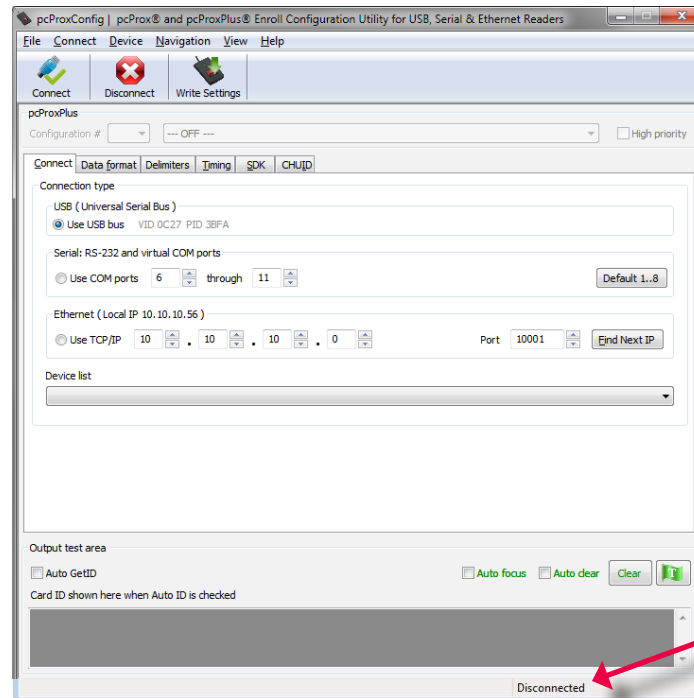 pcProxConfig | pcProx® and pcProxPlus® Enroll Configuration Utility for USB, Serial & Ethernet Readers
File Connect Device Navigation View Help
Connect Disconnect Write Settings
pcProxPlus
Configuration # --- OFF --- High priority
Connect Data format Delimiters Timing SDK CHUID
Connection type
USB ( Universal Serial Bus )
Use USB bus VID 0C27 PID 3BFA
Serial: RS-232 and virtual COM ports
Use COM ports 6 through 11 Default 1..8
Ethernet ( Local IP 10.10.10.56 )
Use TCP/IP 10 . 10 . 10 . 0 Port 10001 Find Next IP
Device list
Output test area
Auto GetID Auto focus Auto clear Clear T
Card ID shown here when Auto ID is checked
Disconnected